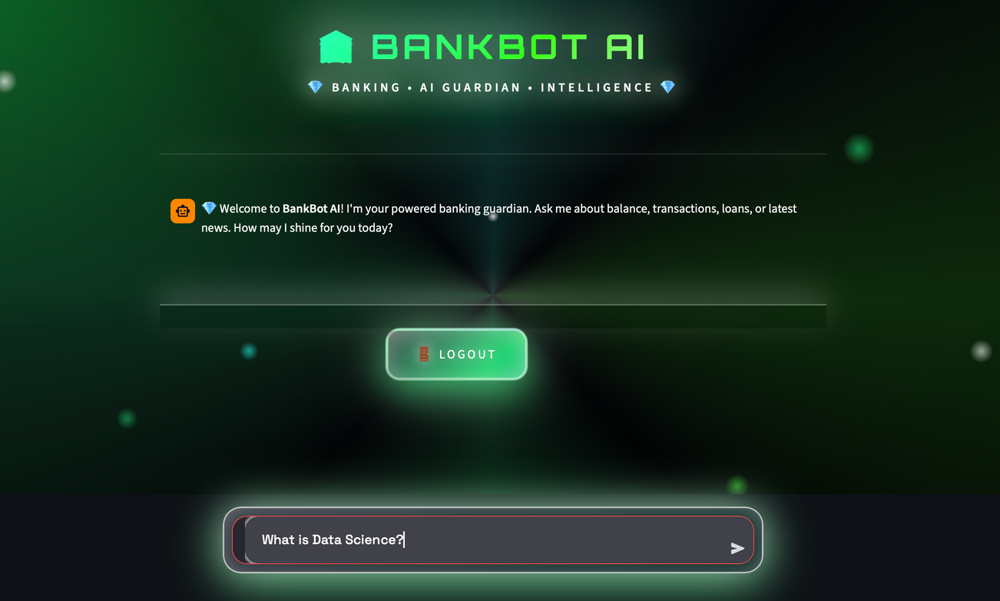 BANKBOT AI
💎 BANKING • AI GUARDIAN • INTELLIGENCE 💎
💎 Welcome to BankBot AI! I'm your powered banking guardian. Ask me about balance, transactions, loans, or latest
news. How may I shine for you today?
🚪 LOGOUT
What is Data Science?